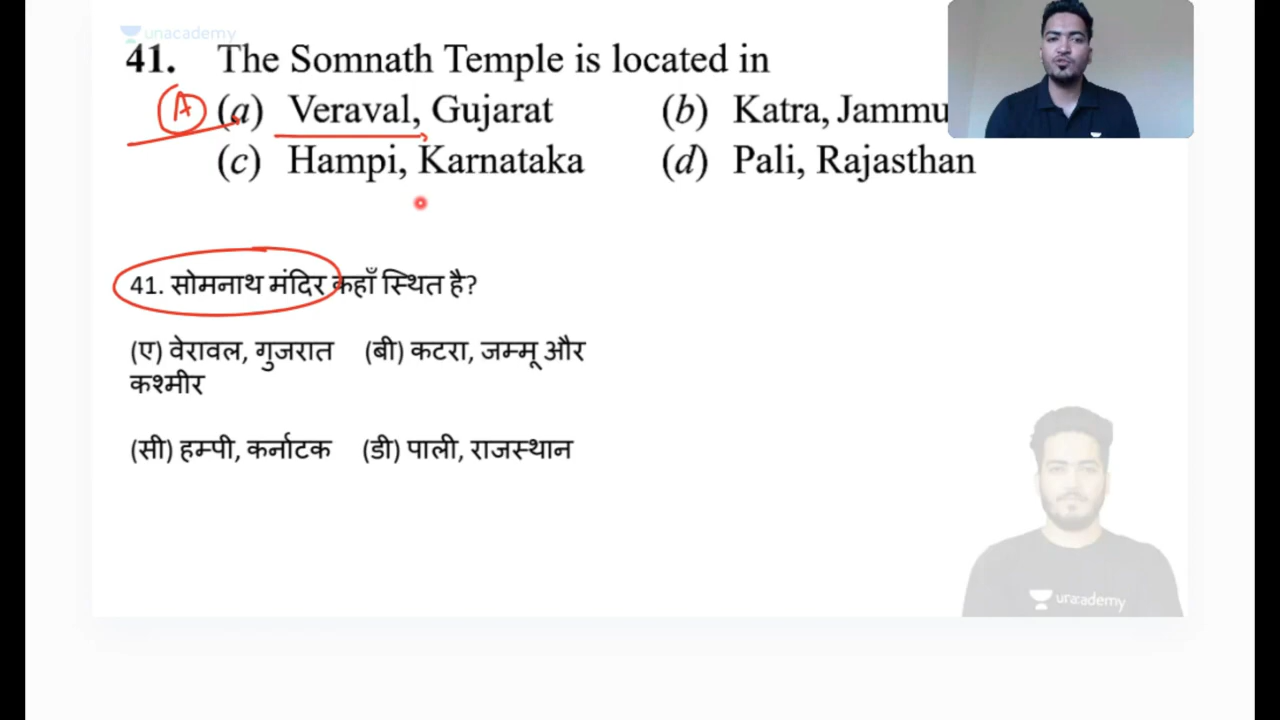 unacademy
41. The Somnath Temple is located in
A (a) Veraval, Gujarat (b) Katra, Jammu
(c) Hampi, Karnataka (d) Pali, Rajasthan
41. सोमनाथ मंदिर कहाँ स्थित है?
(ए) वेरावल, गुजरात (बी) कटरा, जम्मू और
कश्मीर
(सी) हम्पी, कर्नाटक (डी) पाली, राजस्थान
unacademy